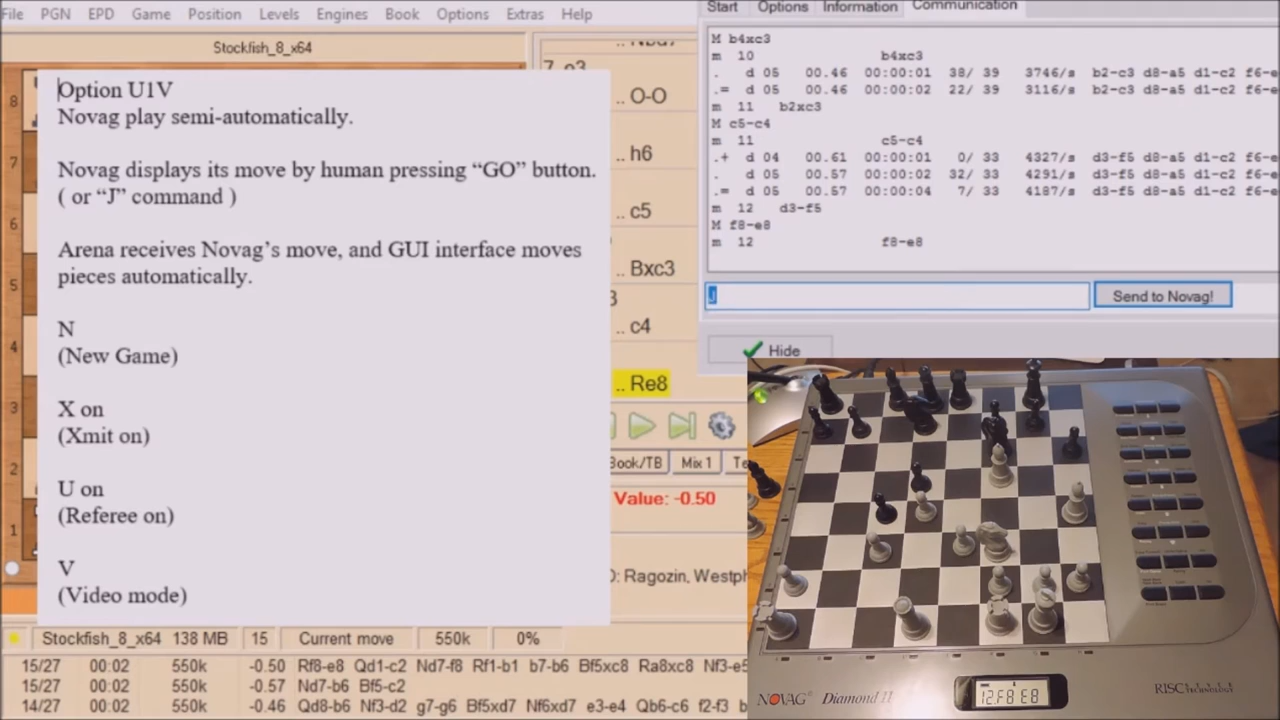 File PGN EPD Game Position Levels Engines Book Options Extras Help
Stockfish_8_x64
8
7
6
5
4
3
2
1
Option U1V
Novag play semi-automatically.
Novag displays its move by human pressing “GO” button.
( or “J” command )
Arena receives Novag’s move, and GUI interface moves
pieces automatically.
N
(New Game)
X on
(Xmit on)
U on
(Referee on)
V
(Video mode)
.. O-O
.. h6
.. c5
.. Bxc3
.. c4
.. Re8
Book/TB Mix 1
Value: -0.50
Ragozin, Westph
Start Options Information Communication
M b4xc3
m 10 b4xc3
. d 05 00.46 00:00:01 38/ 39 3746/s b2-c3 d8-a5 d1-c2 f6-e
.= d 05 00.46 00:00:02 22/ 39 3116/s b2-c3 d8-a5 d1-c2 f6-e
m 11 b2xc3
M c5-c4
m 11 c5-c4
.+ d 04 00.61 00:00:01 0/ 33 4327/s d3-f5 d8-a5 d1-c2 f6-e
. d 05 00.57 00:00:02 32/ 33 4291/s d3-f5 d8-a5 d1-c2 f6-e
.= d 05 00.57 00:00:04 7/ 33 4187/s d3-f5 d8-a5 d1-c2 f6-e
m 12 d3-f5
M f8-e8
m 12 f8-e8
J
Send to Novag!
Hide
Stockfish_8_x64 138 MB 15 Current move 550k 0%
15/27 00:02 550k -0.50 Rf8-e8 Qd1-c2 Nd7-f8 Rf1-b1 b7-b6 Bf5xc8 Ra8xc8 Nf3-e5
15/27 00:02 550k -0.57 Nd7-b6 Bf5-c2
14/27 00:02 550k -0.46 Qd8-b6 Nf3-d2 g7-g6 Bf5xd7 Nf6xd7 e3-e4 Qb6-c6 f2-f3 b
NOVAG Diamond II
12.F8 E8
RISC STYLE TECHNOLOGY